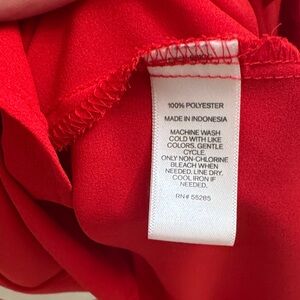 100% POLYESTER
MADE IN INDONESIA
MACHINE WASH
COLD WITH LIKE
COLORS. GENTLE
CYCLE.
ONLY NON-CHLORINE
BLEACH WHEN
NEEDED. LINE DRY.
COOL IRON IF
NEEDED.
RN# 55285